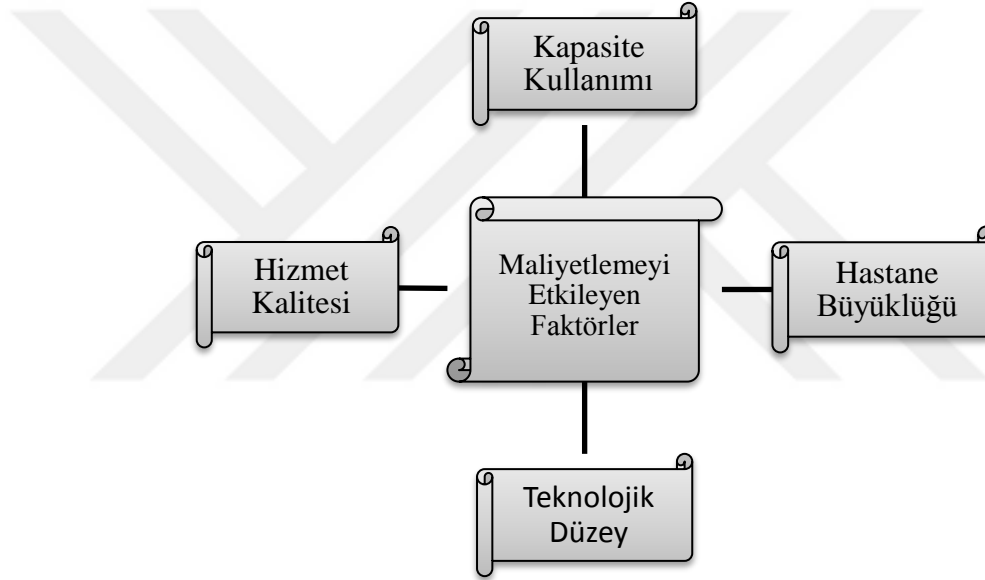 Kapasite
Kullanımı
Hizmet
Kalitesi
Maliyetlemeyi
Etkileyen
Faktörler
Hastane
Büyüklüğü
Teknolojik
Düzey